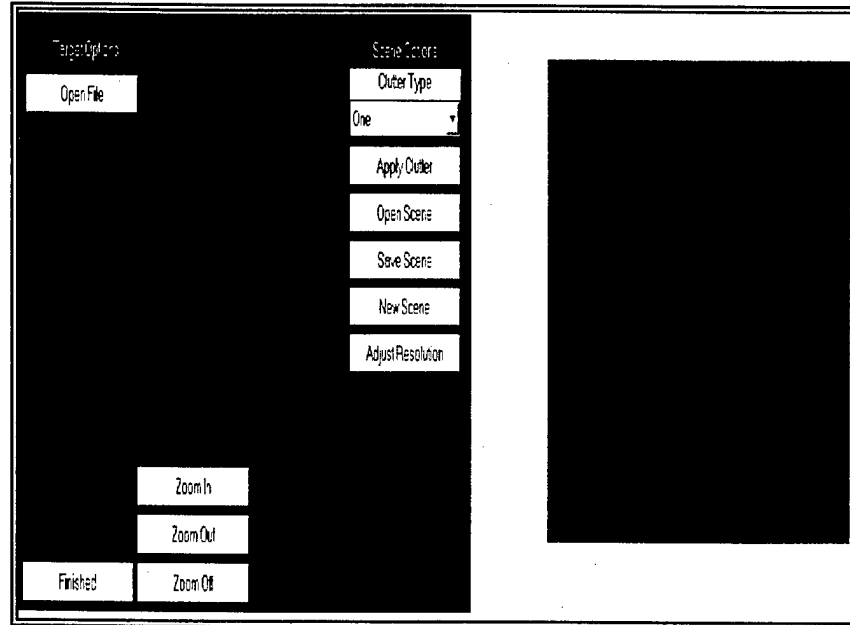 Target Options
Open File
Scene Options
Clutter Type
One
Apply Clutter
Open Scene
Save Scene
New Scene
Adjust Resolution
Zoom In
Zoom Out
Finished
Zoom Off